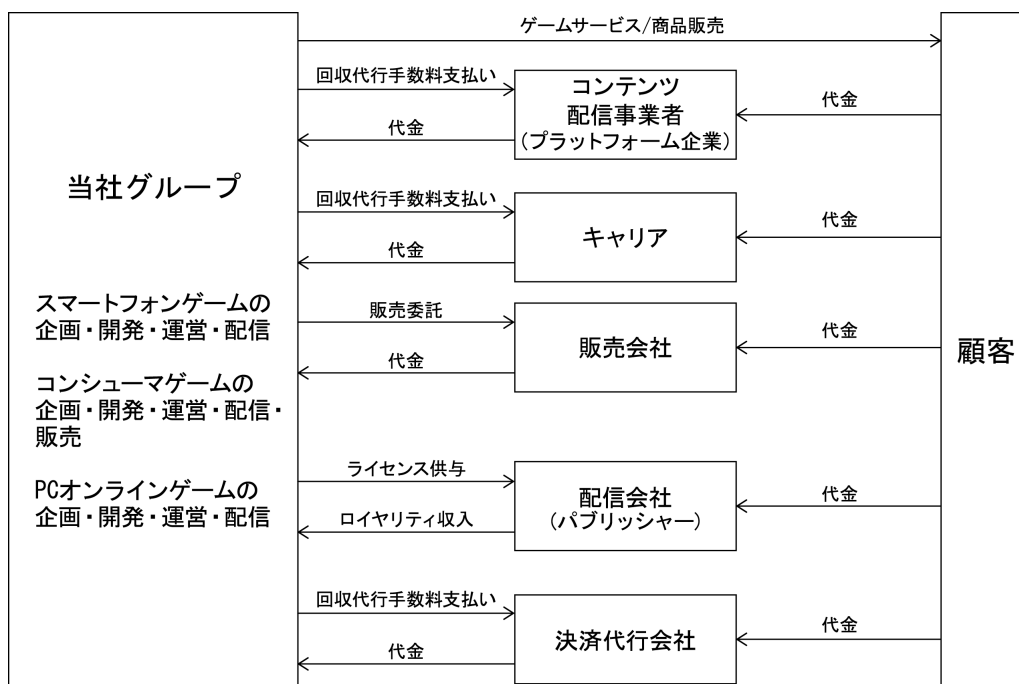 ゲームサービス/商品販売
当社グループ
スマートフォンゲームの
企画・開発・運営・配信
コンシューマゲームの
企画・開発・運営・配信・
販売
PCオンラインゲームの
企画・開発・運営・配信
回収代行手数料支払い
代金
コンテンツ
配信事業者
(プラットフォーム企業)
代金
回収代行手数料支払い
代金
キャリア
代金
販売委託
代金
販売会社
代金
ライセンス供与
ロイヤリティ収入
配信会社
(パブリッシャー)
代金
回収代行手数料支払い
代金
決済代行会社
代金
顧客